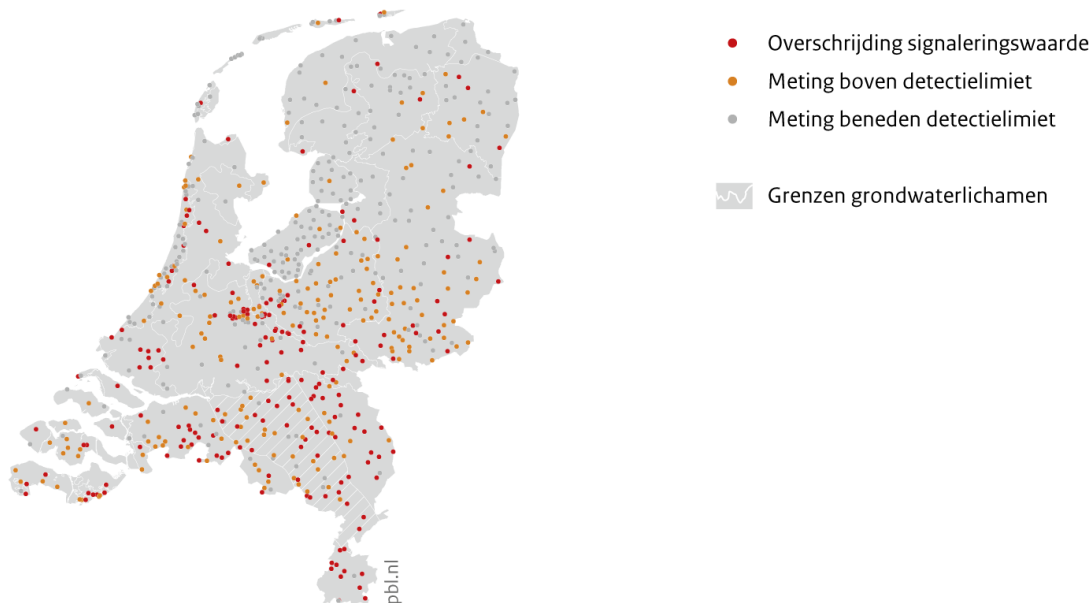 Overschrijding signaleringswaarde
Meting boven detectielimiet
Meting beneden detectielimiet
Grenzen grondwaterlichamen
pbl.nl